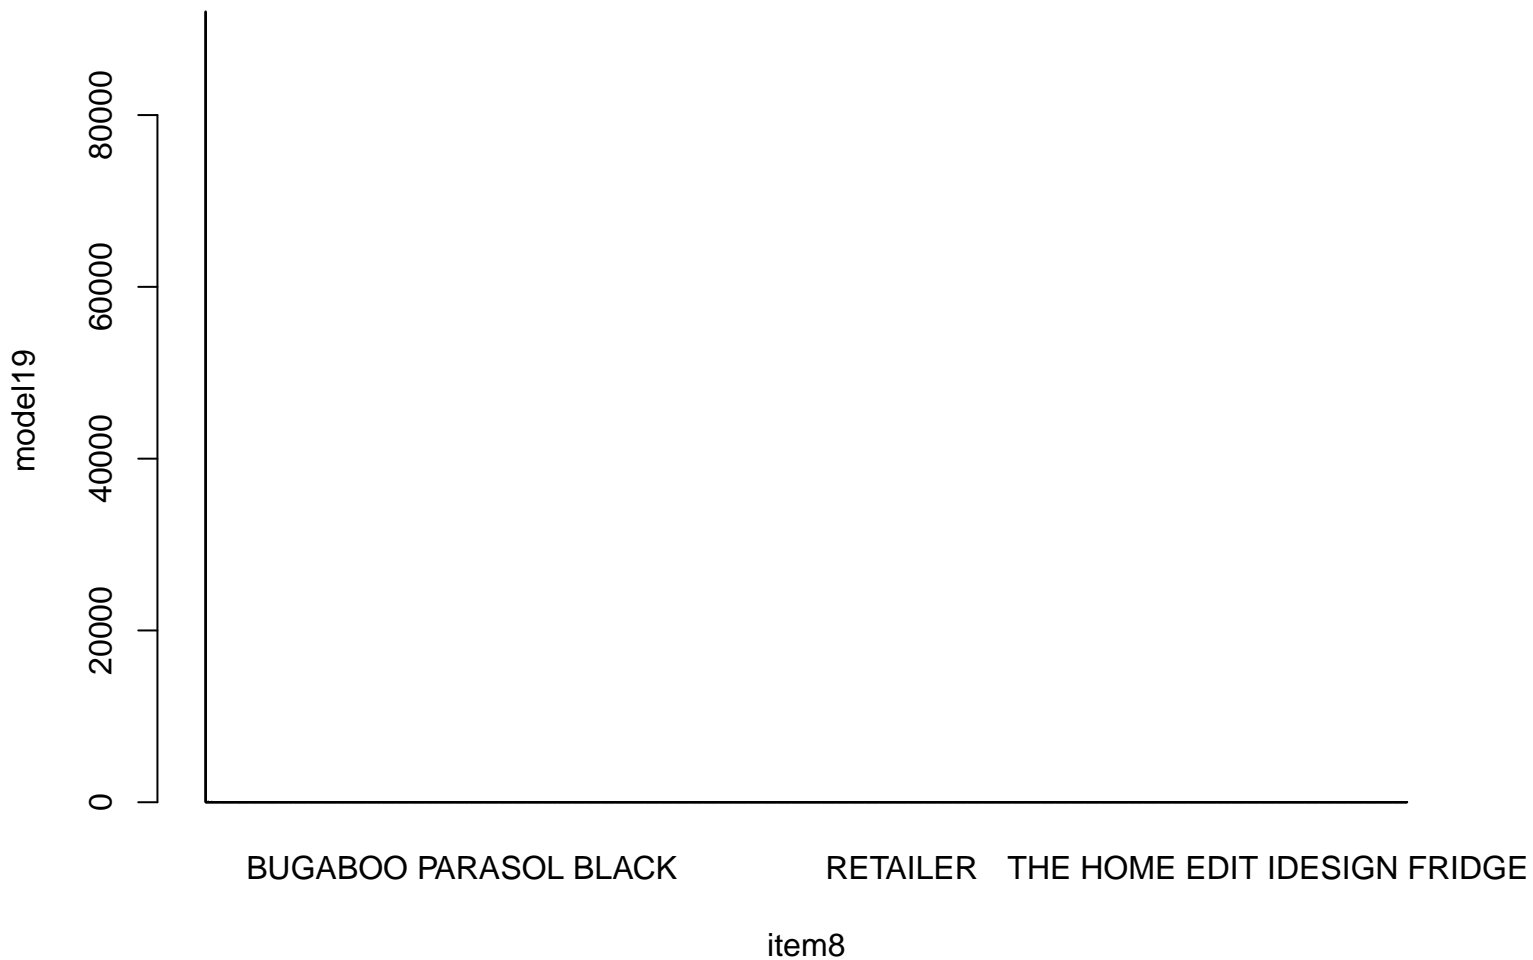 80000
60000
40000
20000
0
model19
BUGABOO PARASOL BLACK RETAILER THE HOME EDIT IDESIGN FRIDGE
item8